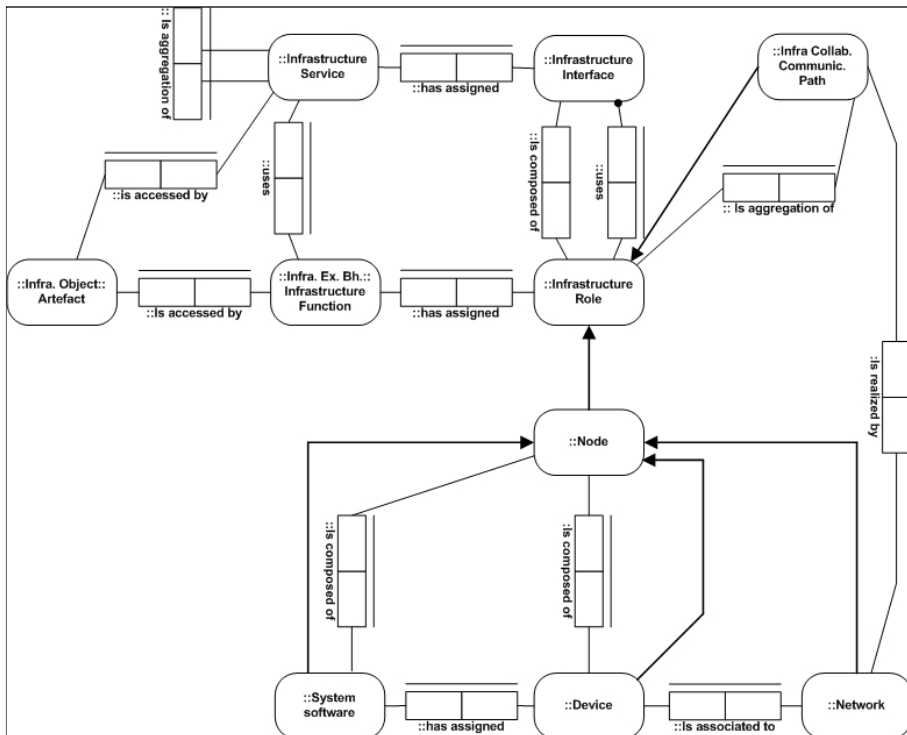 :: Is aggregation of
::Infrastructure
Service
::has assigned
::Infrastructure
Interface
::Infra Collab.
Communic.
Path
::is accessed by
::uses
::Is composed of
::uses
:: Is aggregation of
::Infra. Object::
Artefact
::Is accessed by
::Infra. Ex. Bh.::
Infrastructure
Function
::has assigned
::Infrastructure
Role
::Is realized by
::Node
::Is composed of
::Is composed of
::System
software
::has assigned
::Device
::Is associated to
::Network